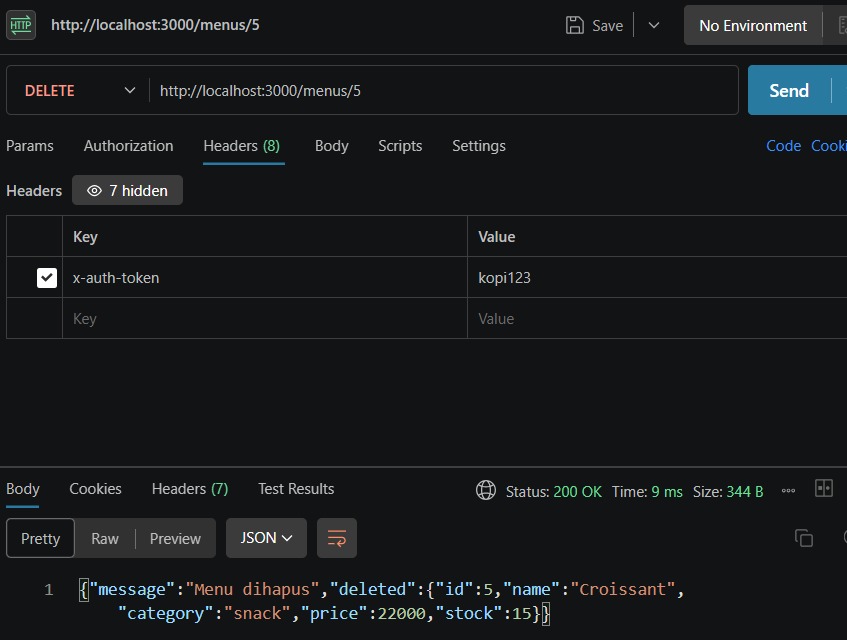 HTTP http://localhost:3000/menus/5 Save No Environment
DELETE http://localhost:3000/menus/5 Send
Params Authorization Headers (8) Body Scripts Settings Code Cooki
Headers 7 hidden
Key Value
x-auth-token kopi123
Key Value
Body Cookies Headers (7) Test Results Status: 200 OK Time: 9 ms Size: 344 B
Pretty Raw Preview JSON
1 {"message":"Menu dihapus","deleted":{"id":5,"name":"Croissant",
"category":"snack","price":22000,"stock":15}}